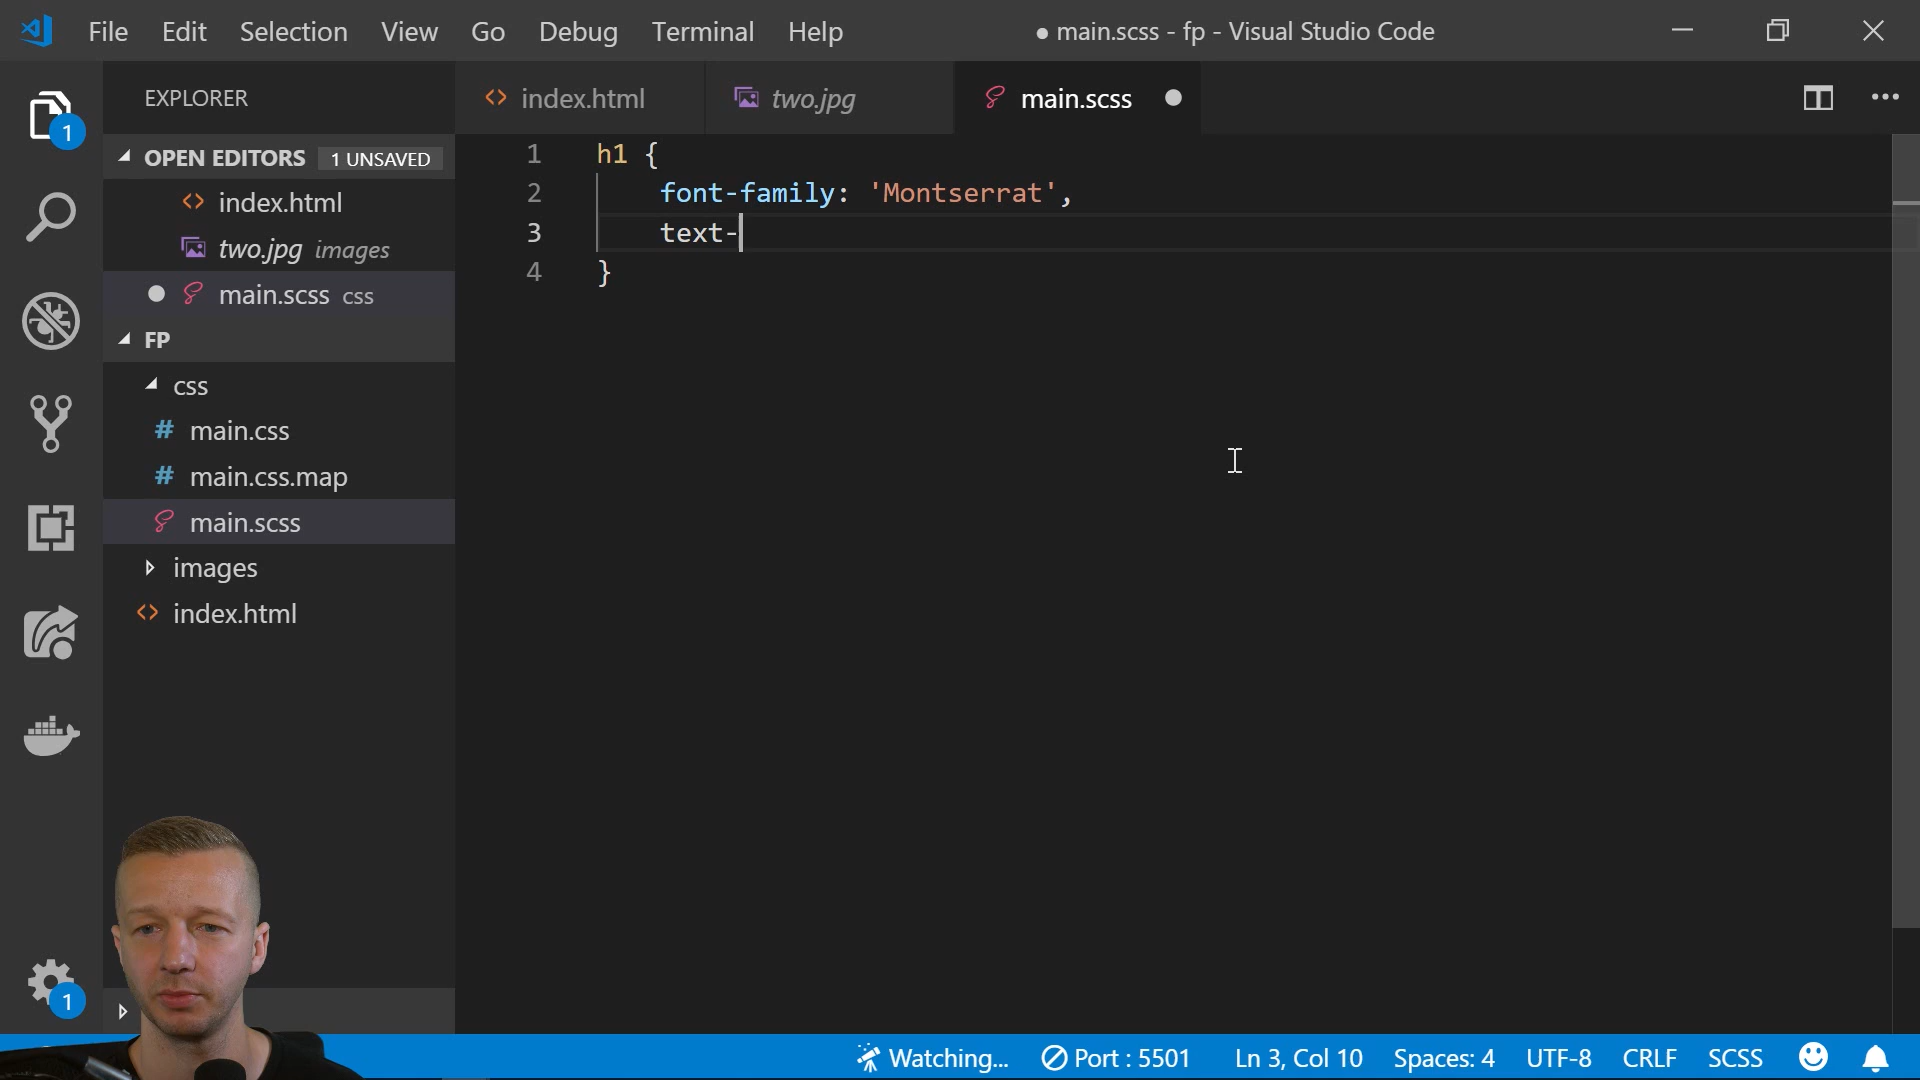 File Edit Selection View Go Debug Terminal Help ● main.scss - fp - Visual Studio Code
EXPLORER
index.html two.jpg main.scss
1
OPEN EDITORS 1 UNSAVED
index.html
two.jpg images
main.scss css
FP
css
main.css
main.css.map
main.scss
images
index.html
1 h1 {
2 font-family: 'Montserrat',
3 text-
4 }
1
Watching... Port : 5501 Ln 3, Col 10 Spaces: 4 UTF-8 CRLF SCSS